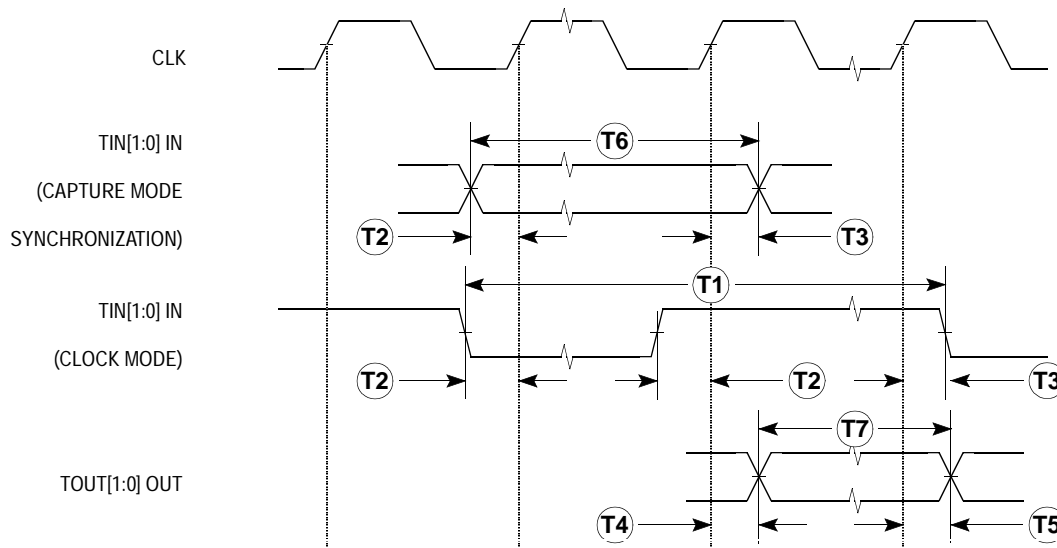 CLK
TIN[1:0] IN
(CAPTURE MODE
SYNCHRONIZATION)
T6
T2
T3
TIN[1:0] IN
(CLOCK MODE)
T1
T2
T2
T3
TOUT[1:0] OUT
T7
T4
T5